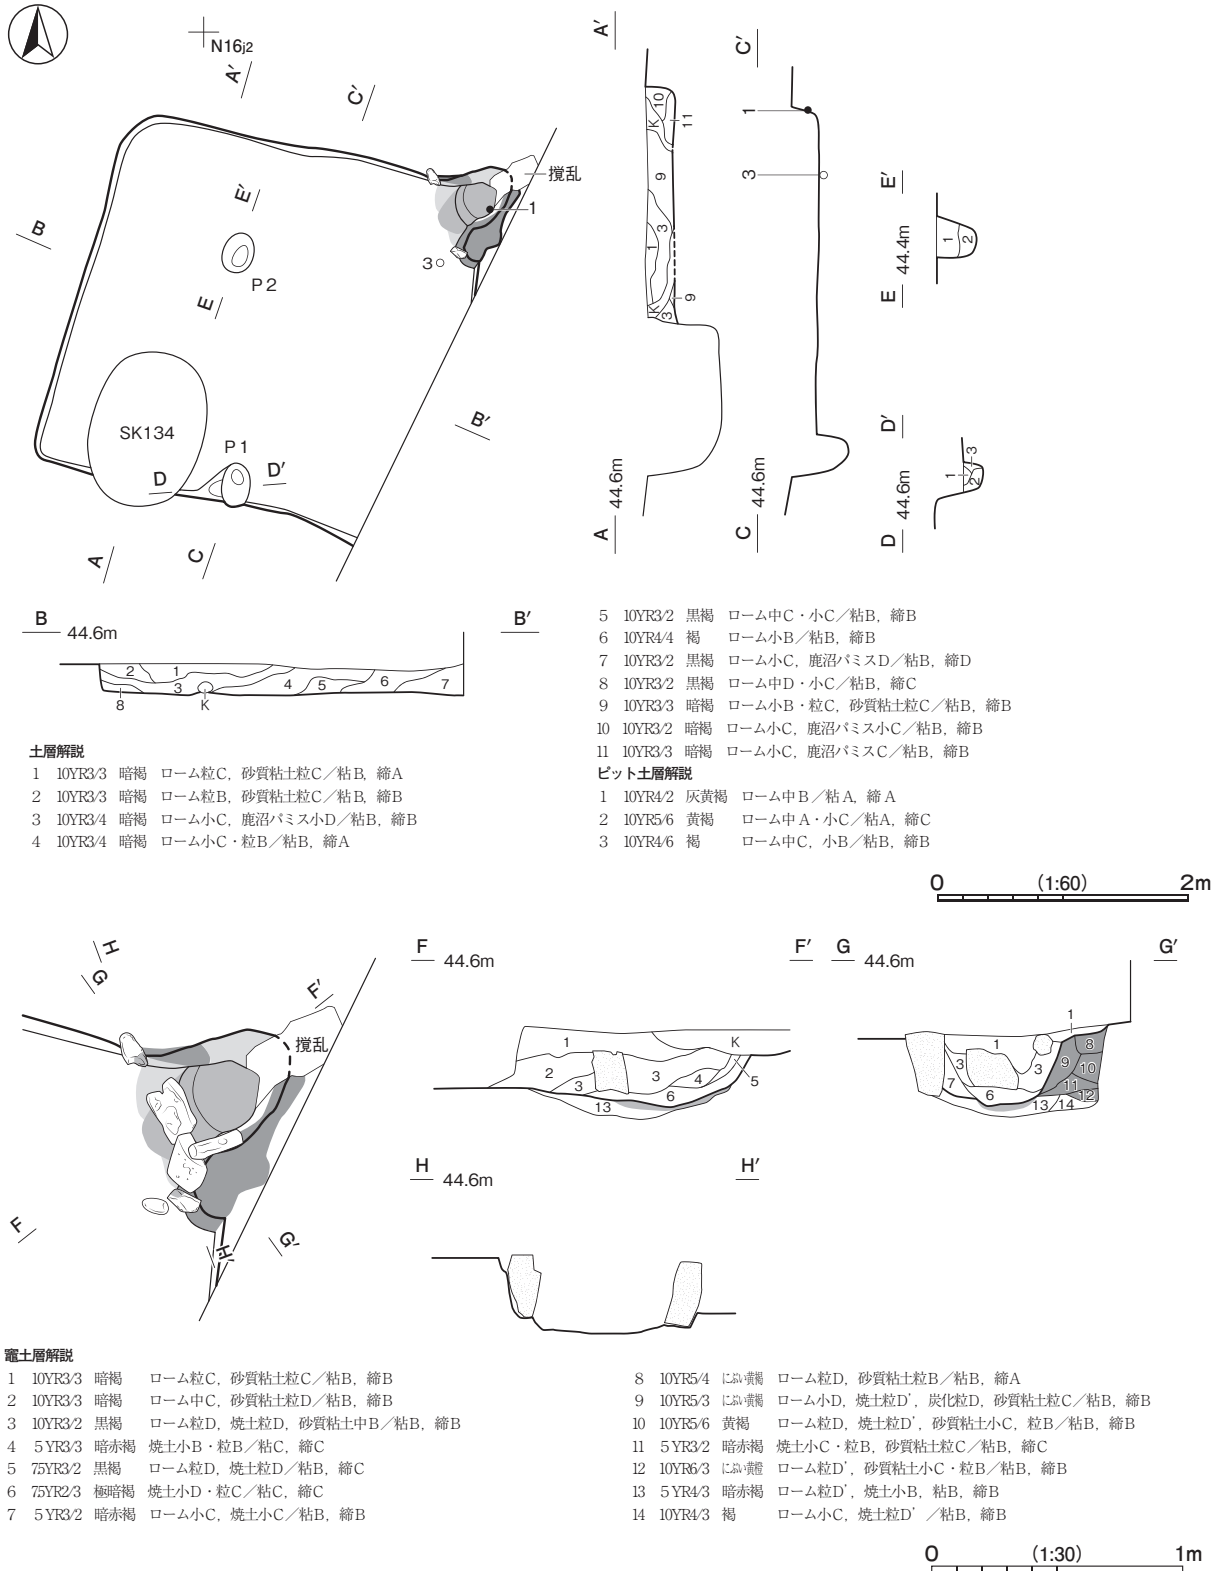 N16j2
A′
C′
攪乱
1
3
E′
B
P2
E
SK134
P1
D
D′
B′
A
C
A′
C′
10
K
11
9
3
1
9
K
3
A 44.6m
1
3
C 44.6m
E′
1
2
E 44.4m
D′
3
1
2
D 44.6m
B 44.6m B′
2 1 3 4 5 6 7
8 K
土層解説
1 10YR3/3 暗褐 ローム粒C，砂質粘土粒C／粘B，締A
2 10YR3/3 暗褐 ローム粒B，砂質粘土粒C／粘B，締B
3 10YR3/4 暗褐 ローム小C，鹿沼パミス小D／粘B，締B
4 10YR3/4 暗褐 ローム小C・粒B／粘B，締A
5 10YR3/2 黒褐 ローム中C・小C／粘B，締B
6 10YR4/4 褐 ローム小B／粘B，締B
7 10YR3/2 黒褐 ローム小C，鹿沼パミスD／粘B，締D
8 10YR3/2 黒褐 ローム中D・小C／粘B，締C
9 10YR3/3 暗褐 ローム小B・粒C，砂質粘土粒C／粘B，締B
10 10YR3/2 暗褐 ローム小C，鹿沼パミス小C／粘B，締B
11 10YR3/3 暗褐 ローム小C，鹿沼パミスC／粘B，締B
ピット土層解説
1 10YR4/2 灰黄褐 ローム中B／粘A，締A
2 10YR5/6 黄褐 ローム中A・小C／粘A，締C
3 10YR4/6 褐 ローム中C，小B／粘B，締B
0 (1:60) 2m
H
G
F′
攪乱
F
G′
H′
F 44.6m F′
1 K
2 3 3 4 5
6
13
G 44.6m G′
1
1 8
3 3 9 10
7 6 11 12
13 14
H 44.6m H′
竈土層解説
1 10YR3/3 暗褐 ローム粒C，砂質粘土粒C／粘B，締B
2 10YR3/3 暗褐 ローム中C，砂質粘土粒D／粘B，締B
3 10YR3/2 黒褐 ローム粒D，焼土粒D，砂質粘土中B／粘B，締B
4 5YR3/3 暗赤褐 焼土小B・粒B／粘C，締C
5 7.5YR3/2 黒褐 ローム粒D，焼土粒D／粘B，締C
6 7.5YR2/3 極暗褐 焼土小D・粒C／粘C，締C
7 5YR3/2 暗赤褐 ローム小C，焼土小C／粘B，締B
8 10YR5/4 にぶい黄褐 ローム粒D，砂質粘土粒B／粘B，締A
9 10YR5/3 にぶい黄褐 ローム小D，焼土粒D′，炭化粒D，砂質粘土粒C／粘B，締B
10 10YR5/6 黄褐 ローム粒D，焼土粒D′，砂質粘土小C，粒B／粘B，締B
11 5YR3/2 暗赤褐 焼土小C・粒B，砂質粘土粒C／粘B，締C
12 10YR6/3 にぶい黄橙 ローム粒D′，砂質粘土小C・粒B／粘B，締B
13 5YR4/3 暗赤褐 ローム粒D′，焼土小B，粘B，締B
14 10YR4/3 褐 ローム小C，焼土粒D′／粘B，締B
0 (1:30) 1m